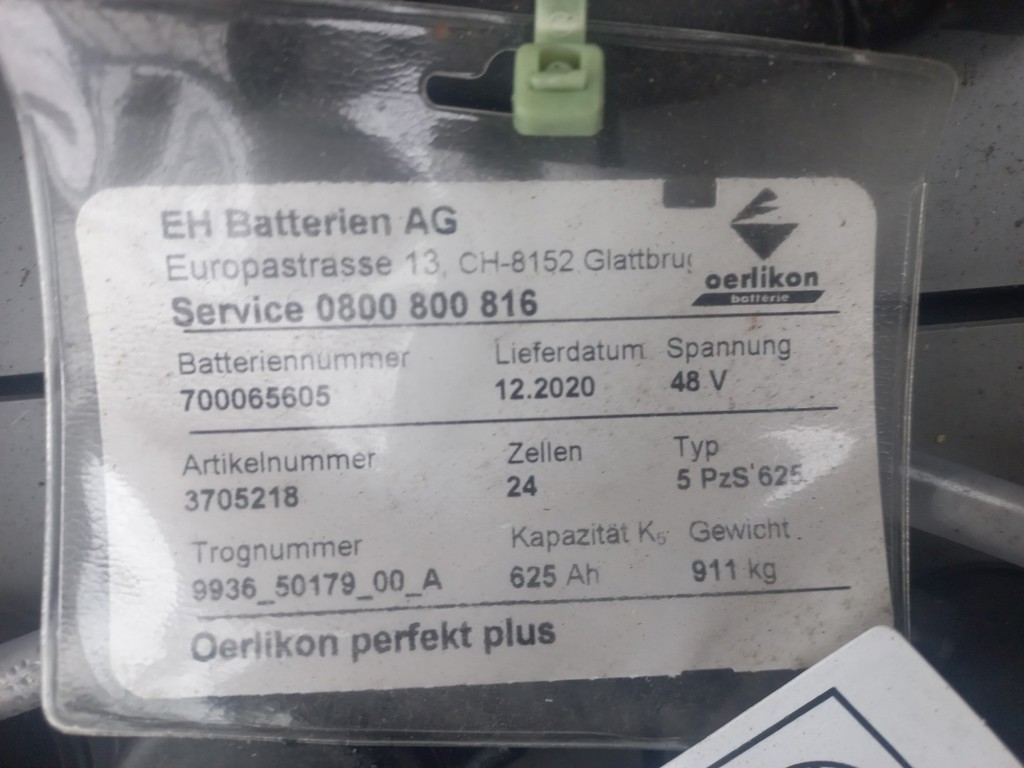 EH Batterien AG
Europastrasse 13, CH-8152 Glattbrug
oerlikon
batterie
Service 0800 800 816
Batteriennummer Lieferdatum Spannung
700065605 12.2020 48 V
Artikelnummer Zellen Typ
3705218 24 5 PzS 625
Trognummer Kapazität K5 Gewicht
9936_50179_00_A 625 Ah 911 kg
Oerlikon perfekt plus